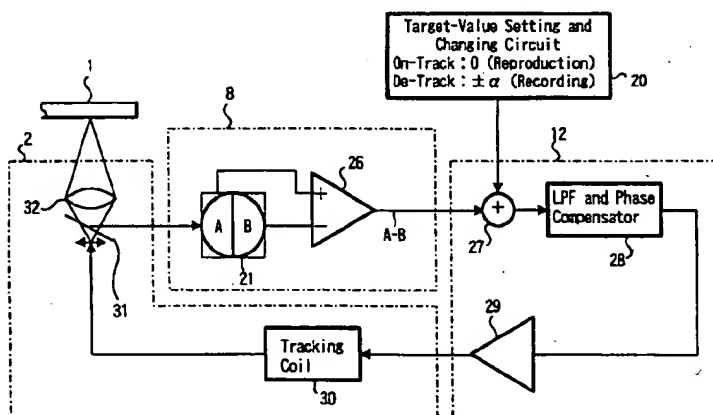 Target-Value Setting and
Changing Circuit
On-Track : 0 (Reproduction)
De-Track : ±α (Recording)
20
1
2
8
12
32
A
B
21
26
+
−
A-B
+
27
LPF and Phase
Compensator
28
31
29
Tracking
Coil
30